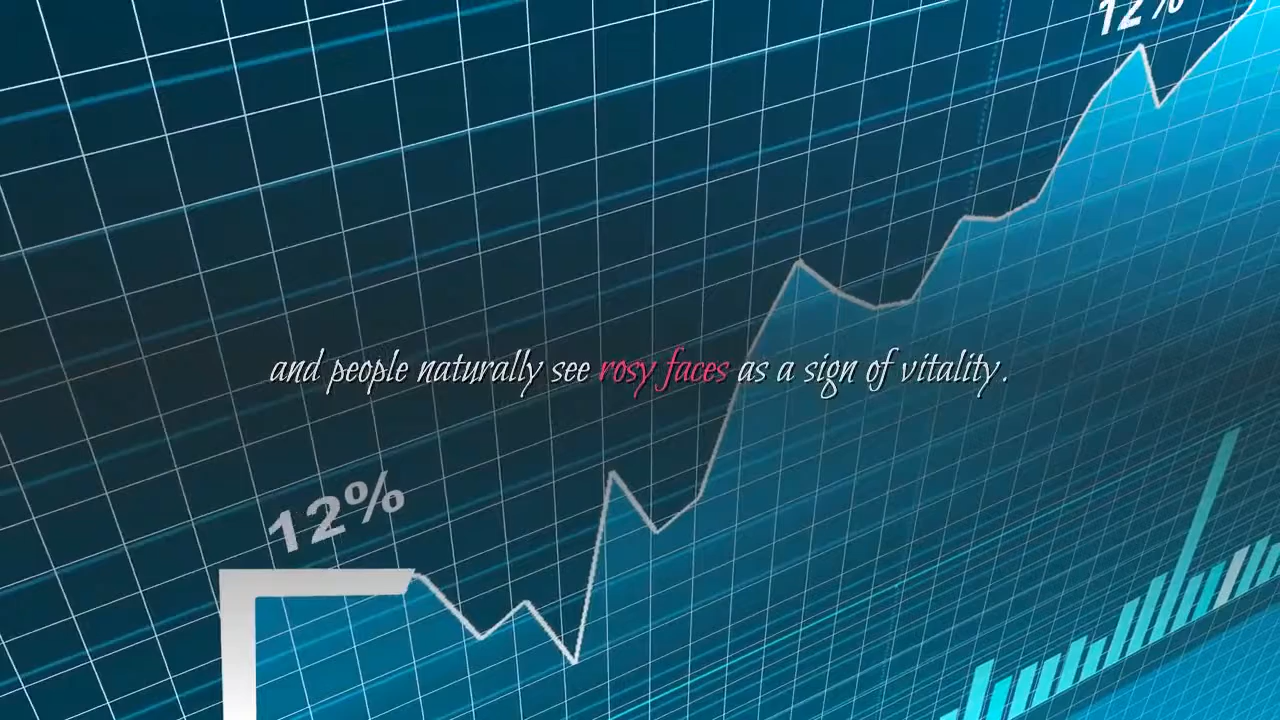 12%
and people naturally see rosy faces as a sign of vitality.
12%